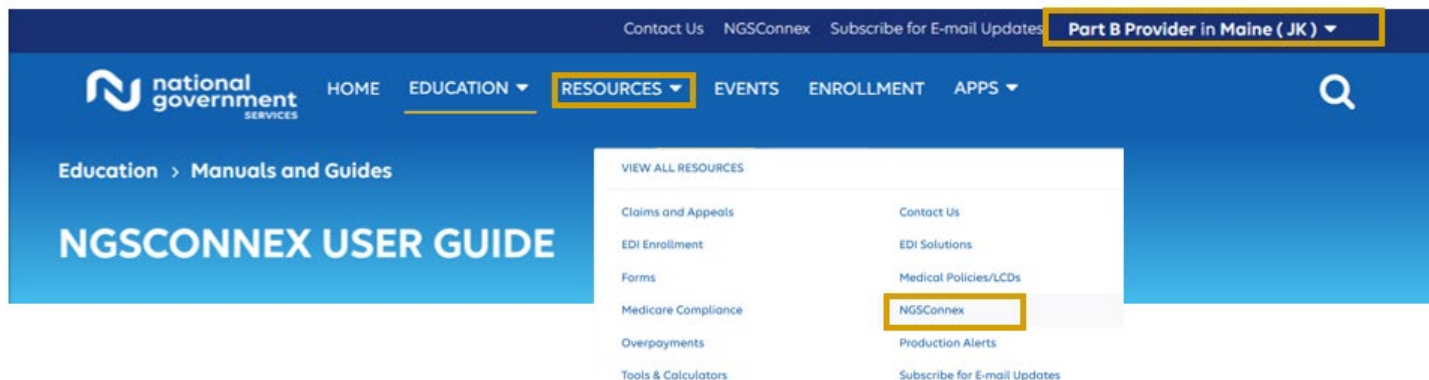 Contact Us NGSConnex Subscribe for E-mail Updates Part B Provider in Maine ( JK )
national
government
SERVICES
HOME EDUCATION RESOURCES EVENTS ENROLLMENT APPS
Education > Manuals and Guides
NGSCONNEX USER GUIDE
VIEW ALL RESOURCES
Claims and Appeals Contact Us
EDI Enrollment EDI Solutions
Forms Medical Policies/LCDs
Medicare Compliance NGSConnex
Overpayments Production Alerts
Tools & Calculators Subscribe for E-mail Updates